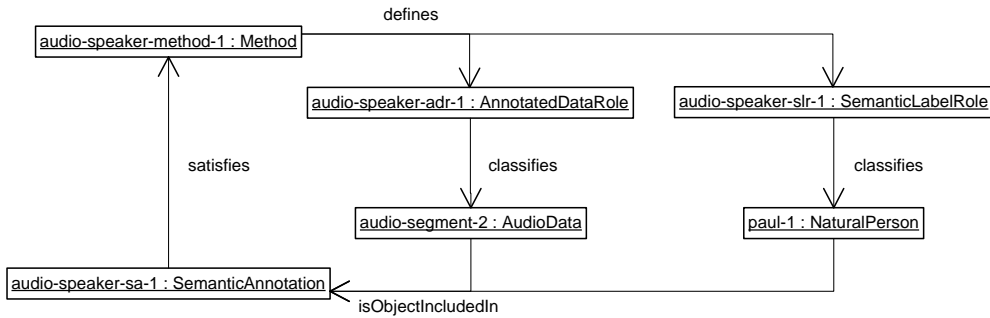 defines
audio-speaker-method-1 : Method
audio-speaker-adr-1 : AnnotatedDataRole
audio-speaker-slr-1 : SemanticLabelRole
satisfies
classifies
classifies
audio-segment-2 : AudioData
paul-1 : NaturalPerson
audio-speaker-sa-1 : SemanticAnnotation
isObjectIncludedIn